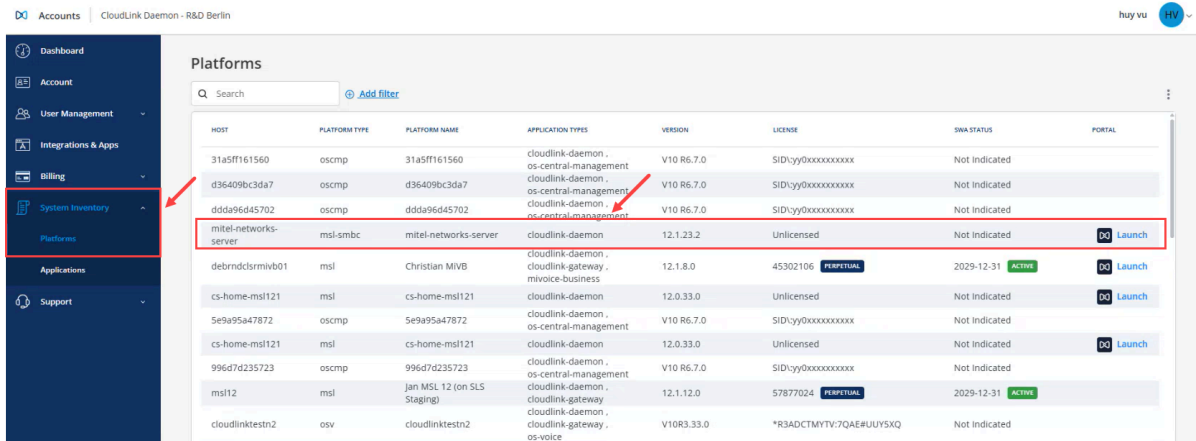 Accounts CloudLink Daemon - R&D Berlin huy vu HV
Dashboard
Account
User Management
Integrations & Apps
Billing
System Inventory
Platforms
Applications
Support
Platforms
Search Add filter
HOST PLATFORM TYPE PLATFORM NAME APPLICATION TYPES VERSION LICENSE SWA STATUS PORTAL
31a5ff161560 oscmp 31a5ff161560 cloudlink-daemon , V10 R6.7.0 SID\:yy0xxxxxxxxxx Not Indicated
os-central-management
d36409bc3da7 oscmp d36409bc3da7 cloudlink-daemon , V10 R6.7.0 SID\:yy0xxxxxxxxxx Not Indicated
os-central-management
ddda96d45702 oscmp ddda96d45702 cloudlink-daemon , V10 R6.7.0 SID\:yy0xxxxxxxxxx Not Indicated
os-central-management
mitel-networks- msl-smbc mitel-networks-server cloudlink-daemon 12.1.23.2 Unlicensed Not Indicated Launch
server
cloudlink-daemon ,
debrndclsrmivb01 msl Christian MiVB cloudlink-gateway , 12.1.8.0 45302106 PERPETUAL 2029-12-31 ACTIVE Launch
mivoice-business
cs-home-msl121 msl cs-home-msl121 cloudlink-daemon 12.0.33.0 Unlicensed Not Indicated Launch
5e9a95a47872 oscmp 5e9a95a47872 cloudlink-daemon , V10 R6.7.0 SID\:yy0xxxxxxxxxx Not Indicated
os-central-management
cs-home-msl121 msl cs-home-msl121 cloudlink-daemon 12.0.33.0 Unlicensed Not Indicated Launch
996d7d235723 oscmp 996d7d235723 cloudlink-daemon , V10 R6.7.0 SID\:yy0xxxxxxxxxx Not Indicated
os-central-management
msl12 msl Jan MSL 12 (on SLS cloudlink-daemon , 12.1.12.0 57877024 PERPETUAL 2029-12-31 ACTIVE
Staging) cloudlink-gateway
cloudlink-daemon ,
cloudlinktestn2 osv cloudlinktestn2 cloudlink-gateway , V10R3.33.0 *R3ADCTMYTV:7QAE#UUY5XQ Not Indicated
os-voice